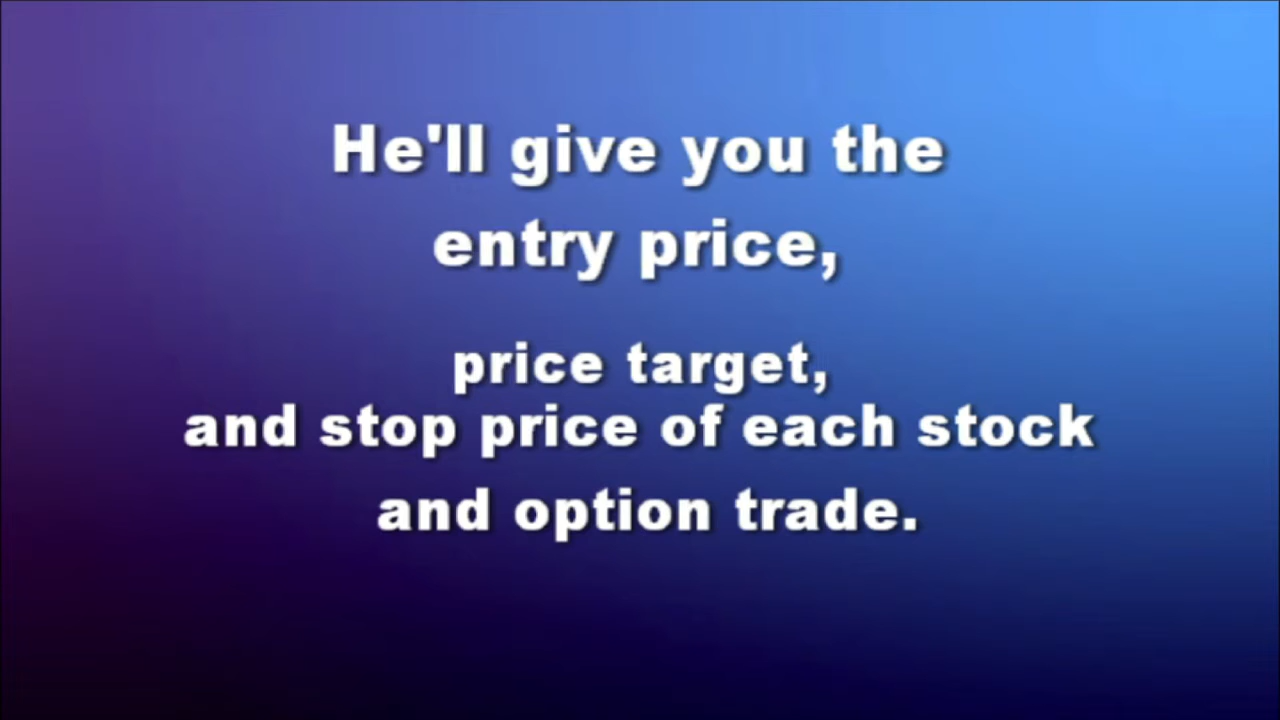 He'll give you the
entry price,
price target,
and stop price of each stock
and option trade.